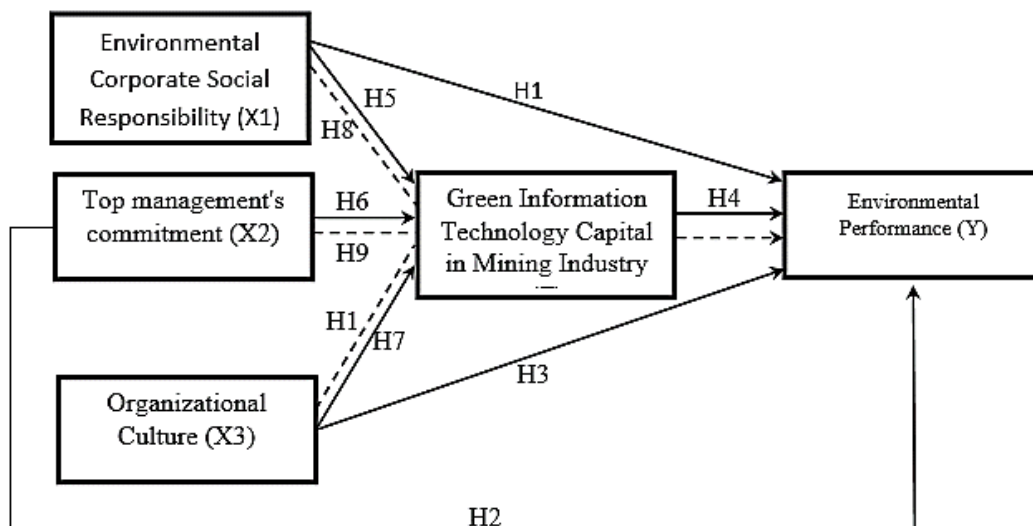 Environmental
Corporate Social
Responsibility (X1)
H1
H5
H8
Top management's
commitment (X2)
H6
H9
Green Information
Technology Capital
in Mining Industry
H4
Environmental
Performance (Y)
H1
H7
H3
Organizational
Culture (X3)
H2